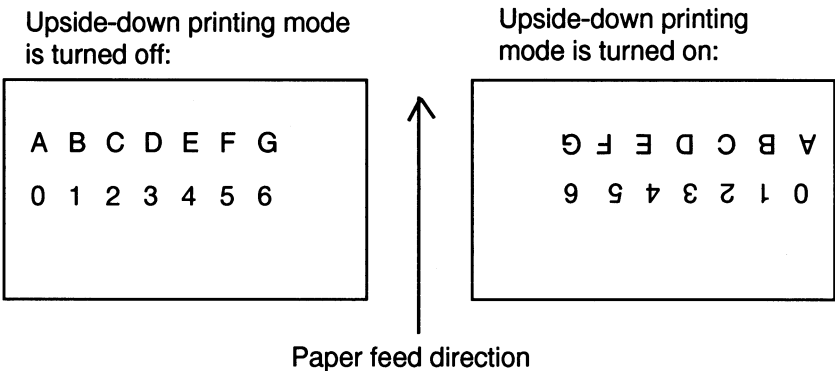 Upside-down printing mode
is turned off:
A B C D E F G
0 1 2 3 4 5 6
Upside-down printing
mode is turned on:
A B C D E F G
0 1 2 3 4 5 6
Paper feed direction